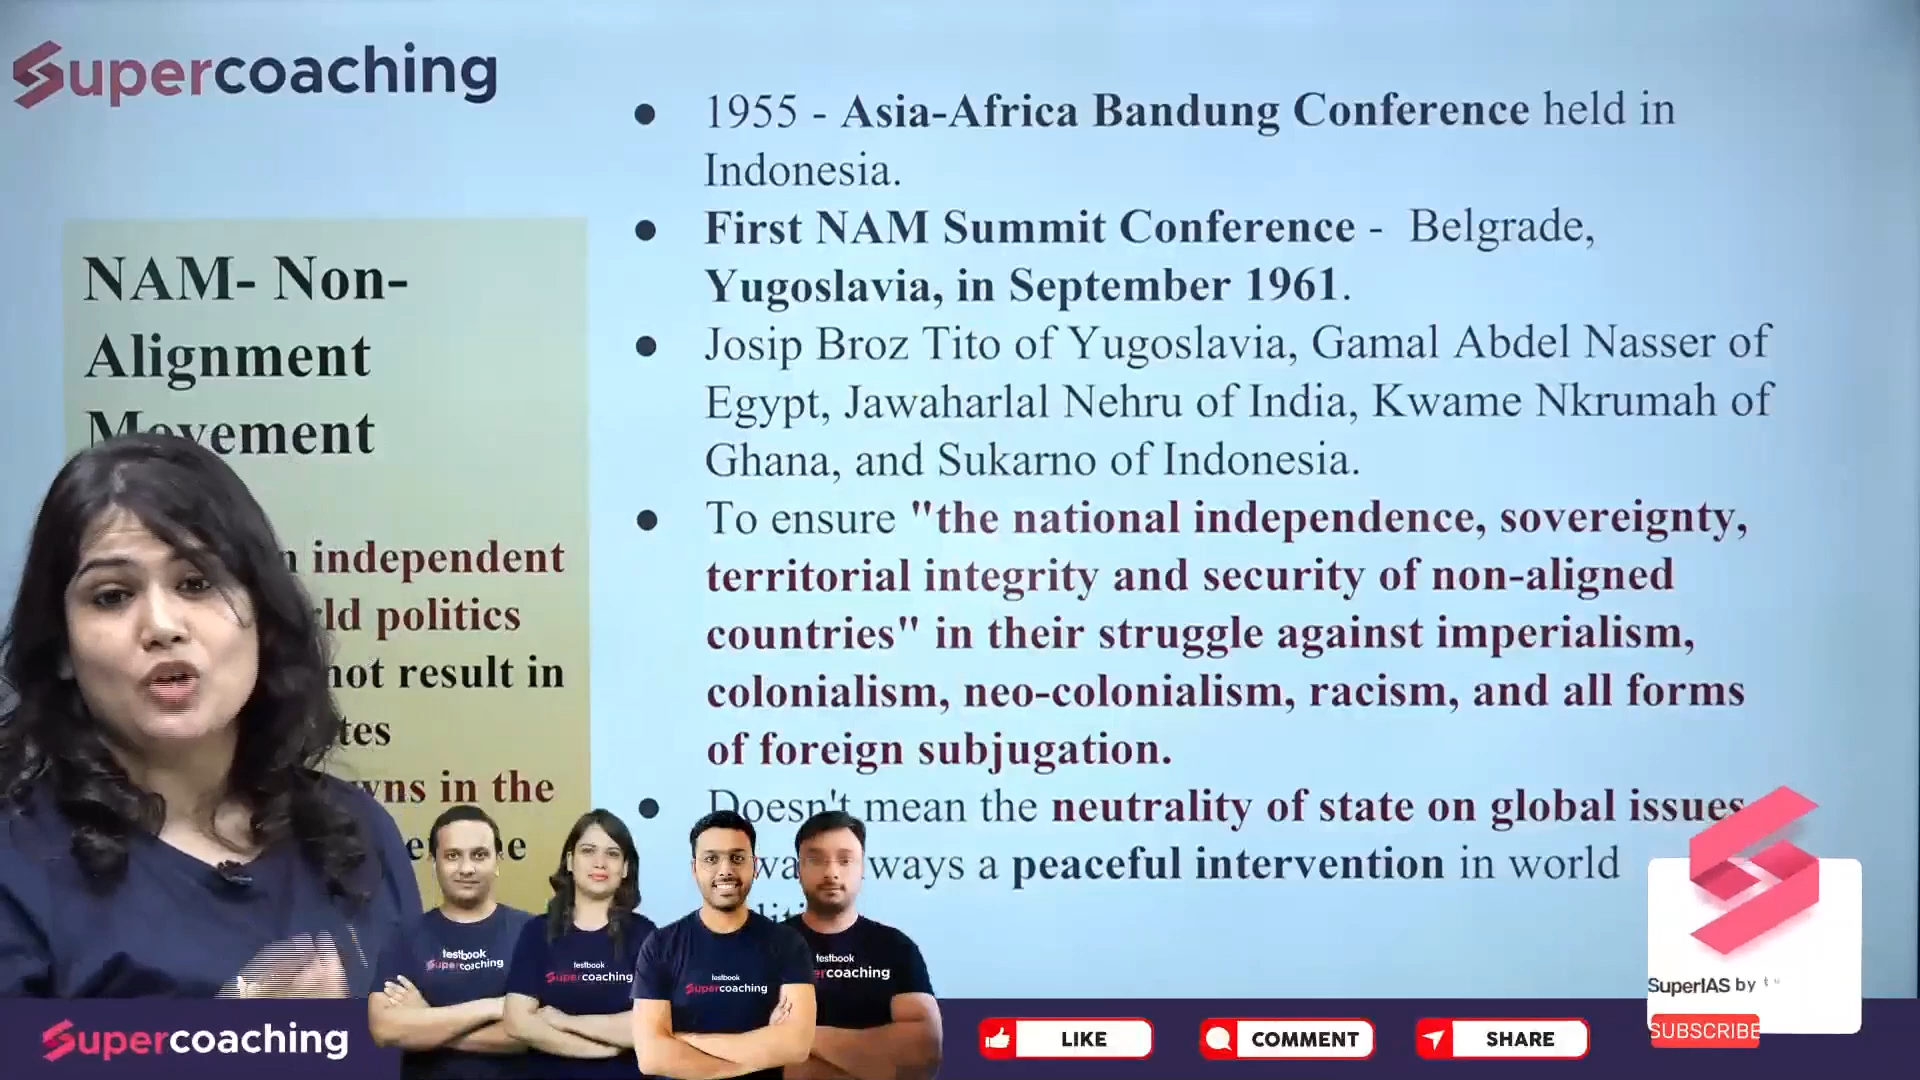 Supercoaching
NAM- Non-
Alignment
Movement
independent
politics
not result in
in the
1955 - Asia-Africa Bandung Conference held in
Indonesia.
First NAM Summit Conference - Belgrade,
Yugoslavia, in September 1961.
Josip Broz Tito of Yugoslavia, Gamal Abdel Nasser of
Egypt, Jawaharlal Nehru of India, Kwame Nkrumah of
Ghana, and Sukarno of Indonesia.
To ensure "the national independence, sovereignty,
territorial integrity and security of non-aligned
countries" in their struggle against imperialism,
colonialism, neo-colonialism, racism, and all forms
of foreign subjugation.
Doesn't mean the neutrality of state on global issues
a peaceful intervention in world
testbook
Supercoaching
testbook
Supercoaching
testbook
Supercoaching
testbook
Supercoaching
LIKE
COMMENT
SHARE
SuperIAS by
SUBSCRIBE